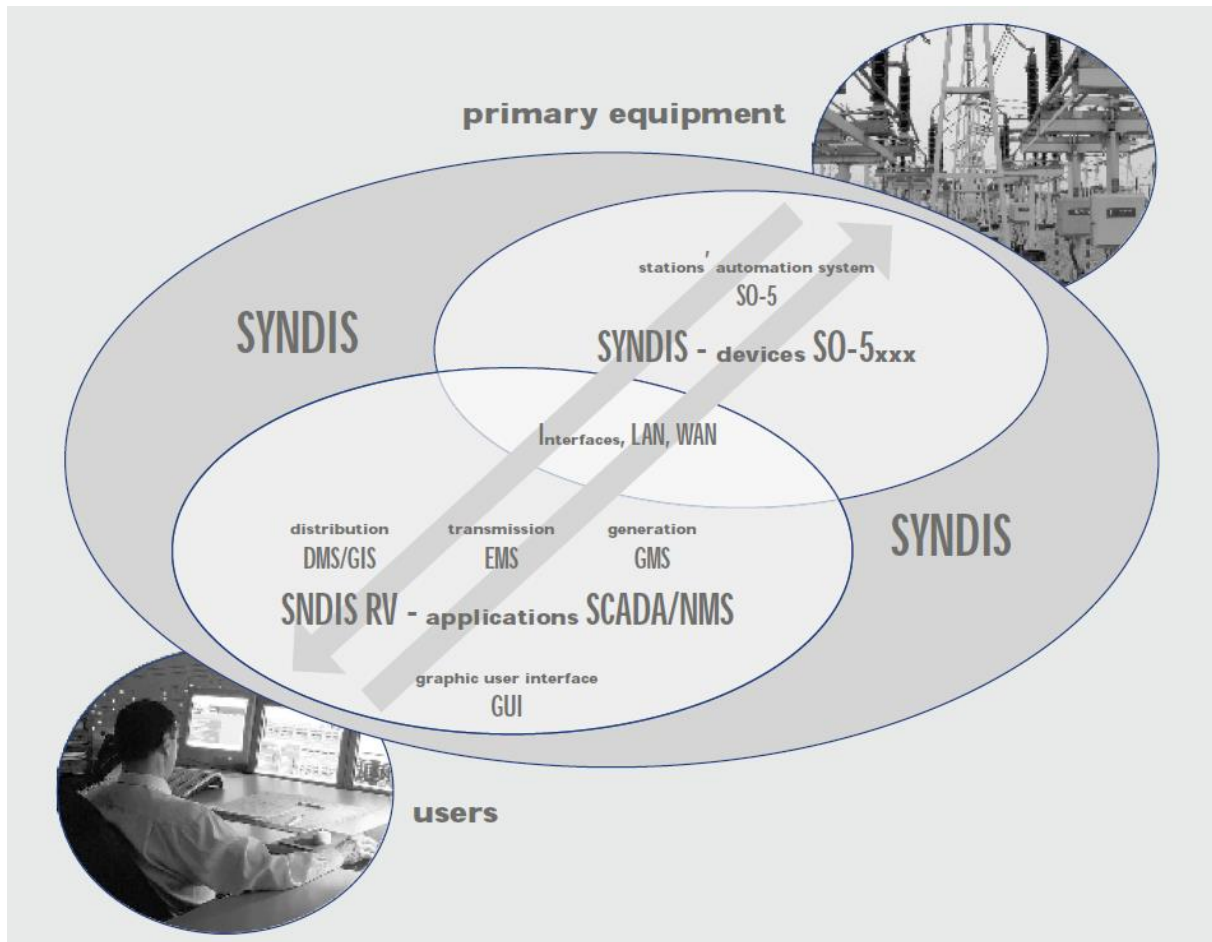 primary equipment
stations' automation system
SO-5
SYNDIS
SYNDIS - devices SO-5xxx
Interfaces, LAN, WAN
distribution transmission generation
DMS/GIS EMS GMS
SYNDIS
SNDIS RV - applications SCADA/NMS
graphic user interface
GUI
users